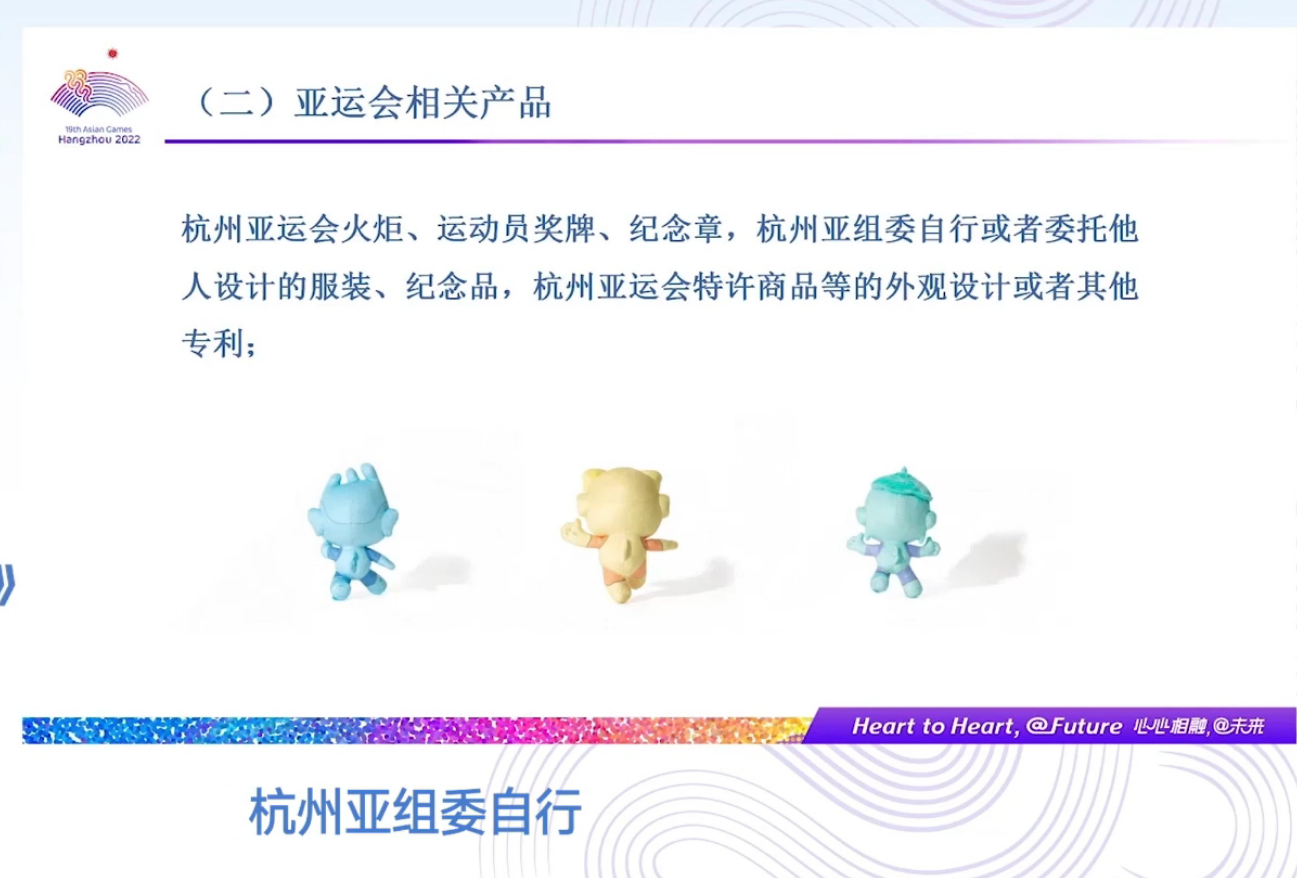 19th Asian Games
Hangzhou 2022
（二）亚运会相关产品
杭州亚运会火炬、运动员奖牌、纪念章，杭州亚组委自行或者委托他
人设计的服装、纪念品，杭州亚运会特许商品等的外观设计或者其他
专利；
》
Heart to Heart, @Future 心心相融,@未来
杭州亚组委自行